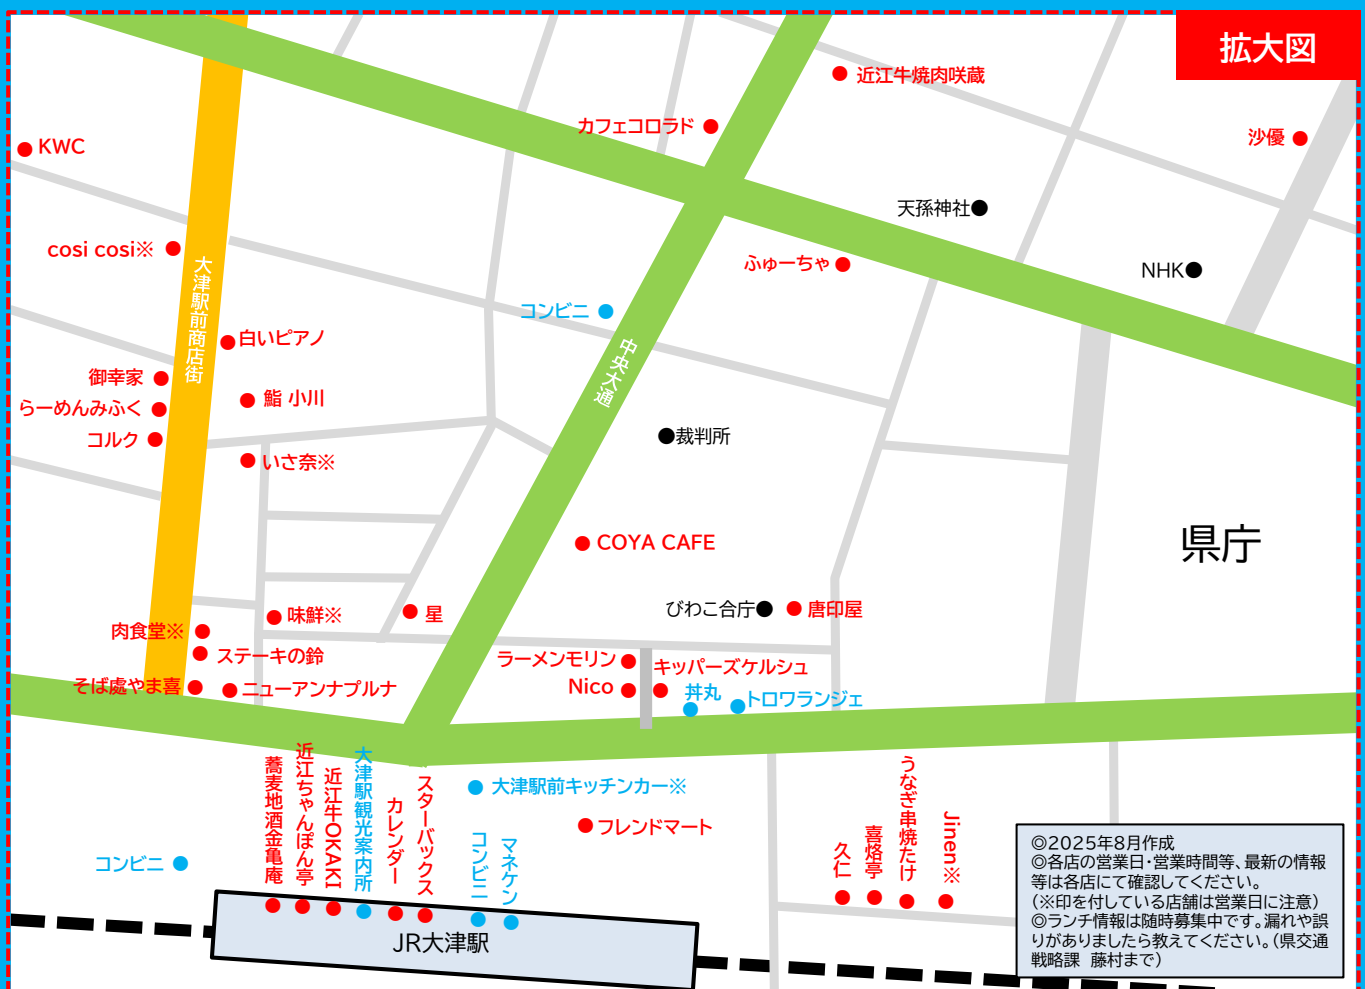 拡大図
近江牛焼肉咲蔵
カフェコロラド
沙優
KWC
天孫神社
cosi cosi※
ふゅーちゃ
NHK
大津駅前商店街
コンビニ
白いピアノ
中央大通
御幸家
鮨 小川
らーめんみふく
コルク
裁判所
いさ奈※
COYA CAFE
県庁
びわこ合庁
唐印屋
味鮮※
星
肉食堂※
ステーキの鈴
ラーメンモリン
キッパーズケルシュ
そば處やま喜
ニューアンナプルナ
Nico
丼丸
トロワランジェ
蕎麦地酒金亀庵
近江ちゃんぽん亭
近江牛OKAKI
大津駅観光案内所
カレンダー
スターバックス
大津駅前キッチンカー※
フレンドマート
コンビニ
マネケン
コンビニ
久仁
喜烙亭
うなぎ串焼たけ
Jinen※
JR大津駅
◎2025年8月作成
◎各店の営業日・営業時間等、最新の情報
等は各店にて確認してください。
(※印を付している店舗は営業日に注意)
◎ランチ情報は随時募集中です。漏れや誤
りがありましたら教えてください。(県交通
戦略課 藤村まで)